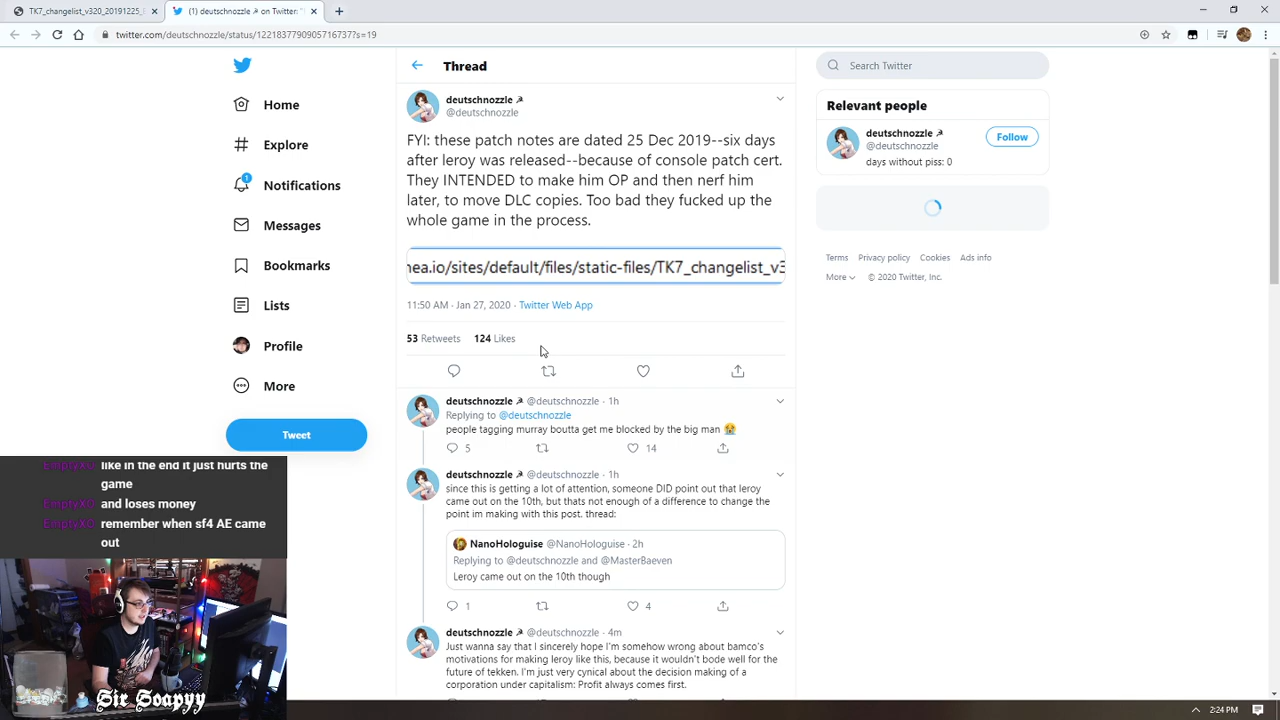 TK7_changelist_v320_20191225_
(1) deutschnozzle on Twitter: "
twitter.com/deutschnozzle/status/1221837790905716737?s=19
Home
Explore
1
Notifications
Messages
Bookmarks
Lists
Profile
More
Tweet
Thread
deutschnozzle ☭
@deutschnozzle
FYI: these patch notes are dated 25 Dec 2019--six days
after leroy was released--because of console patch cert.
They INTENDED to make him OP and then nerf him
later, to move DLC copies. Too bad they fucked up the
whole game in the process.
nea.io/sites/default/files/static-files/TK7_changelist_v3
11:50 AM · Jan 27, 2020 · Twitter Web App
53 Retweets 124 Likes
deutschnozzle ☭ @deutschnozzle · 1h
Replying to @deutschnozzle
people tagging murray boutta get me blocked by the big man 😭
5 14
deutschnozzle ☭ @deutschnozzle · 1h
since this is getting a lot of attention, someone DID point out that leroy
came out on the 10th, but thats not enough of a difference to change the
point im making with this post. thread:
NanoHologuise @NanoHologuise · 2h
Replying to @deutschnozzle and @MasterBaeven
Leroy came out on the 10th though
1 4
deutschnozzle ☭ @deutschnozzle · 4m
Just wanna say that I sincerely hope I'm somehow wrong about bamco's
motivations for making leroy like this, because it wouldn't bode well for the
future of tekken. I'm just very cynical about the decision making of a
corporation under capitalism: Profit always comes first.
Search Twitter
Relevant people
deutschnozzle ☭
@deutschnozzle
Follow
days without piss: 0
Terms Privacy policy Cookies Ads info
More © 2020 Twitter, Inc.
EmptyXO like in the end it just hurts the
game
EmptyXO and loses money
EmptyXO remember when sf4 AE came
out
Sir Soapyy
2:24 PM